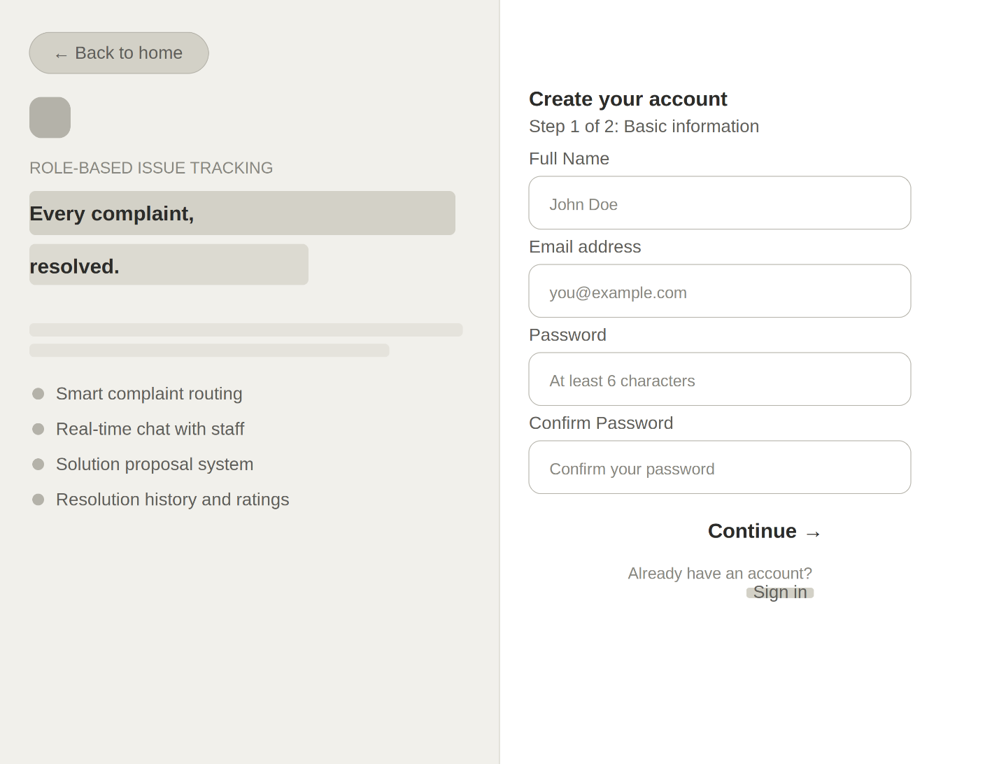 ← Back to home
ROLE-BASED ISSUE TRACKING
Every complaint,
resolved.
Smart complaint routing
Real-time chat with staff
Solution proposal system
Resolution history and ratings
Create your account
Step 1 of 2: Basic information
Full Name
John Doe
Email address
you@example.com
Password
At least 6 characters
Confirm Password
Confirm your password
Continue →
Already have an account?
Sign in